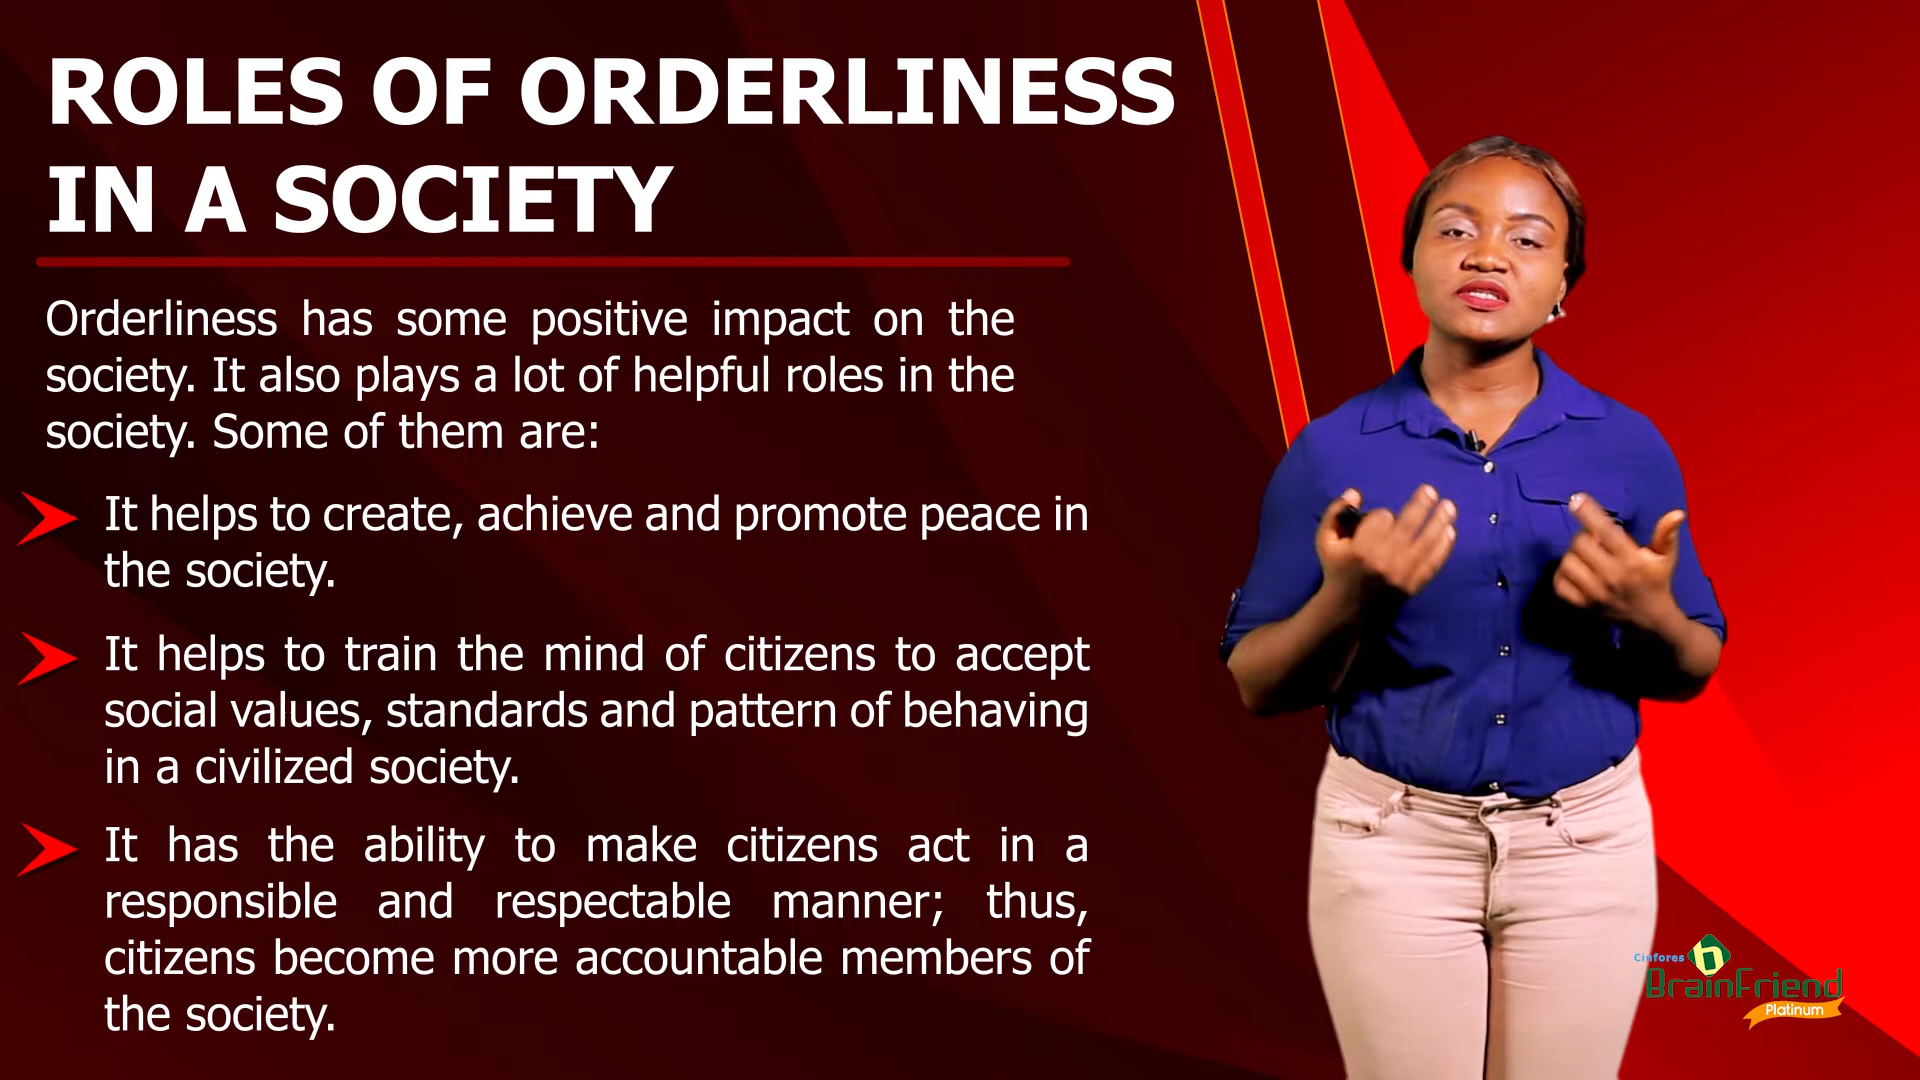 ROLES OF ORDERLINESS
IN A SOCIETY
Orderliness has some positive impact on the
society. It also plays a lot of helpful roles in the
society. Some of them are:
It helps to create, achieve and promote peace in
the society.
It helps to train the mind of citizens to accept
social values, standards and pattern of behaving
in a civilized society.
It has the ability to make citizens act in a
responsible and respectable manner; thus,
citizens become more accountable members of
the society.
Cinfores
BrainFriend
Platinum